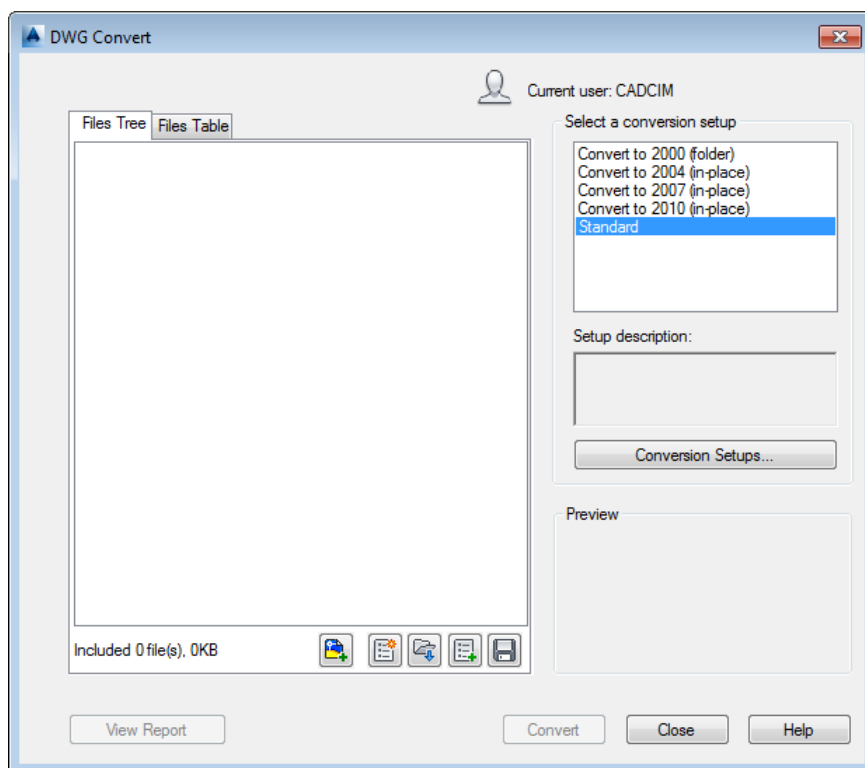 DWG Convert
Current user: CADCIM
Files Tree
Files Table
Select a conversion setup
Convert to 2000 (folder)
Convert to 2004 (in-place)
Convert to 2007 (in-place)
Convert to 2010 (in-place)
Standard
Setup description:
Conversion Setups...
Preview
Included 0 file(s), 0KB
View Report
Convert
Close
Help